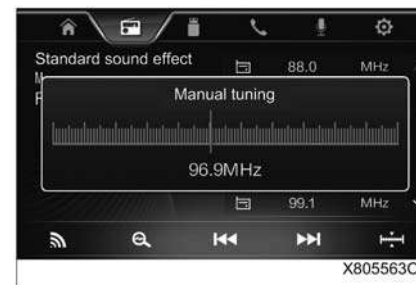 Standard sound effect
88.0 MHz
Manual tuning
96.9MHz
99.1 MHz
X805563C